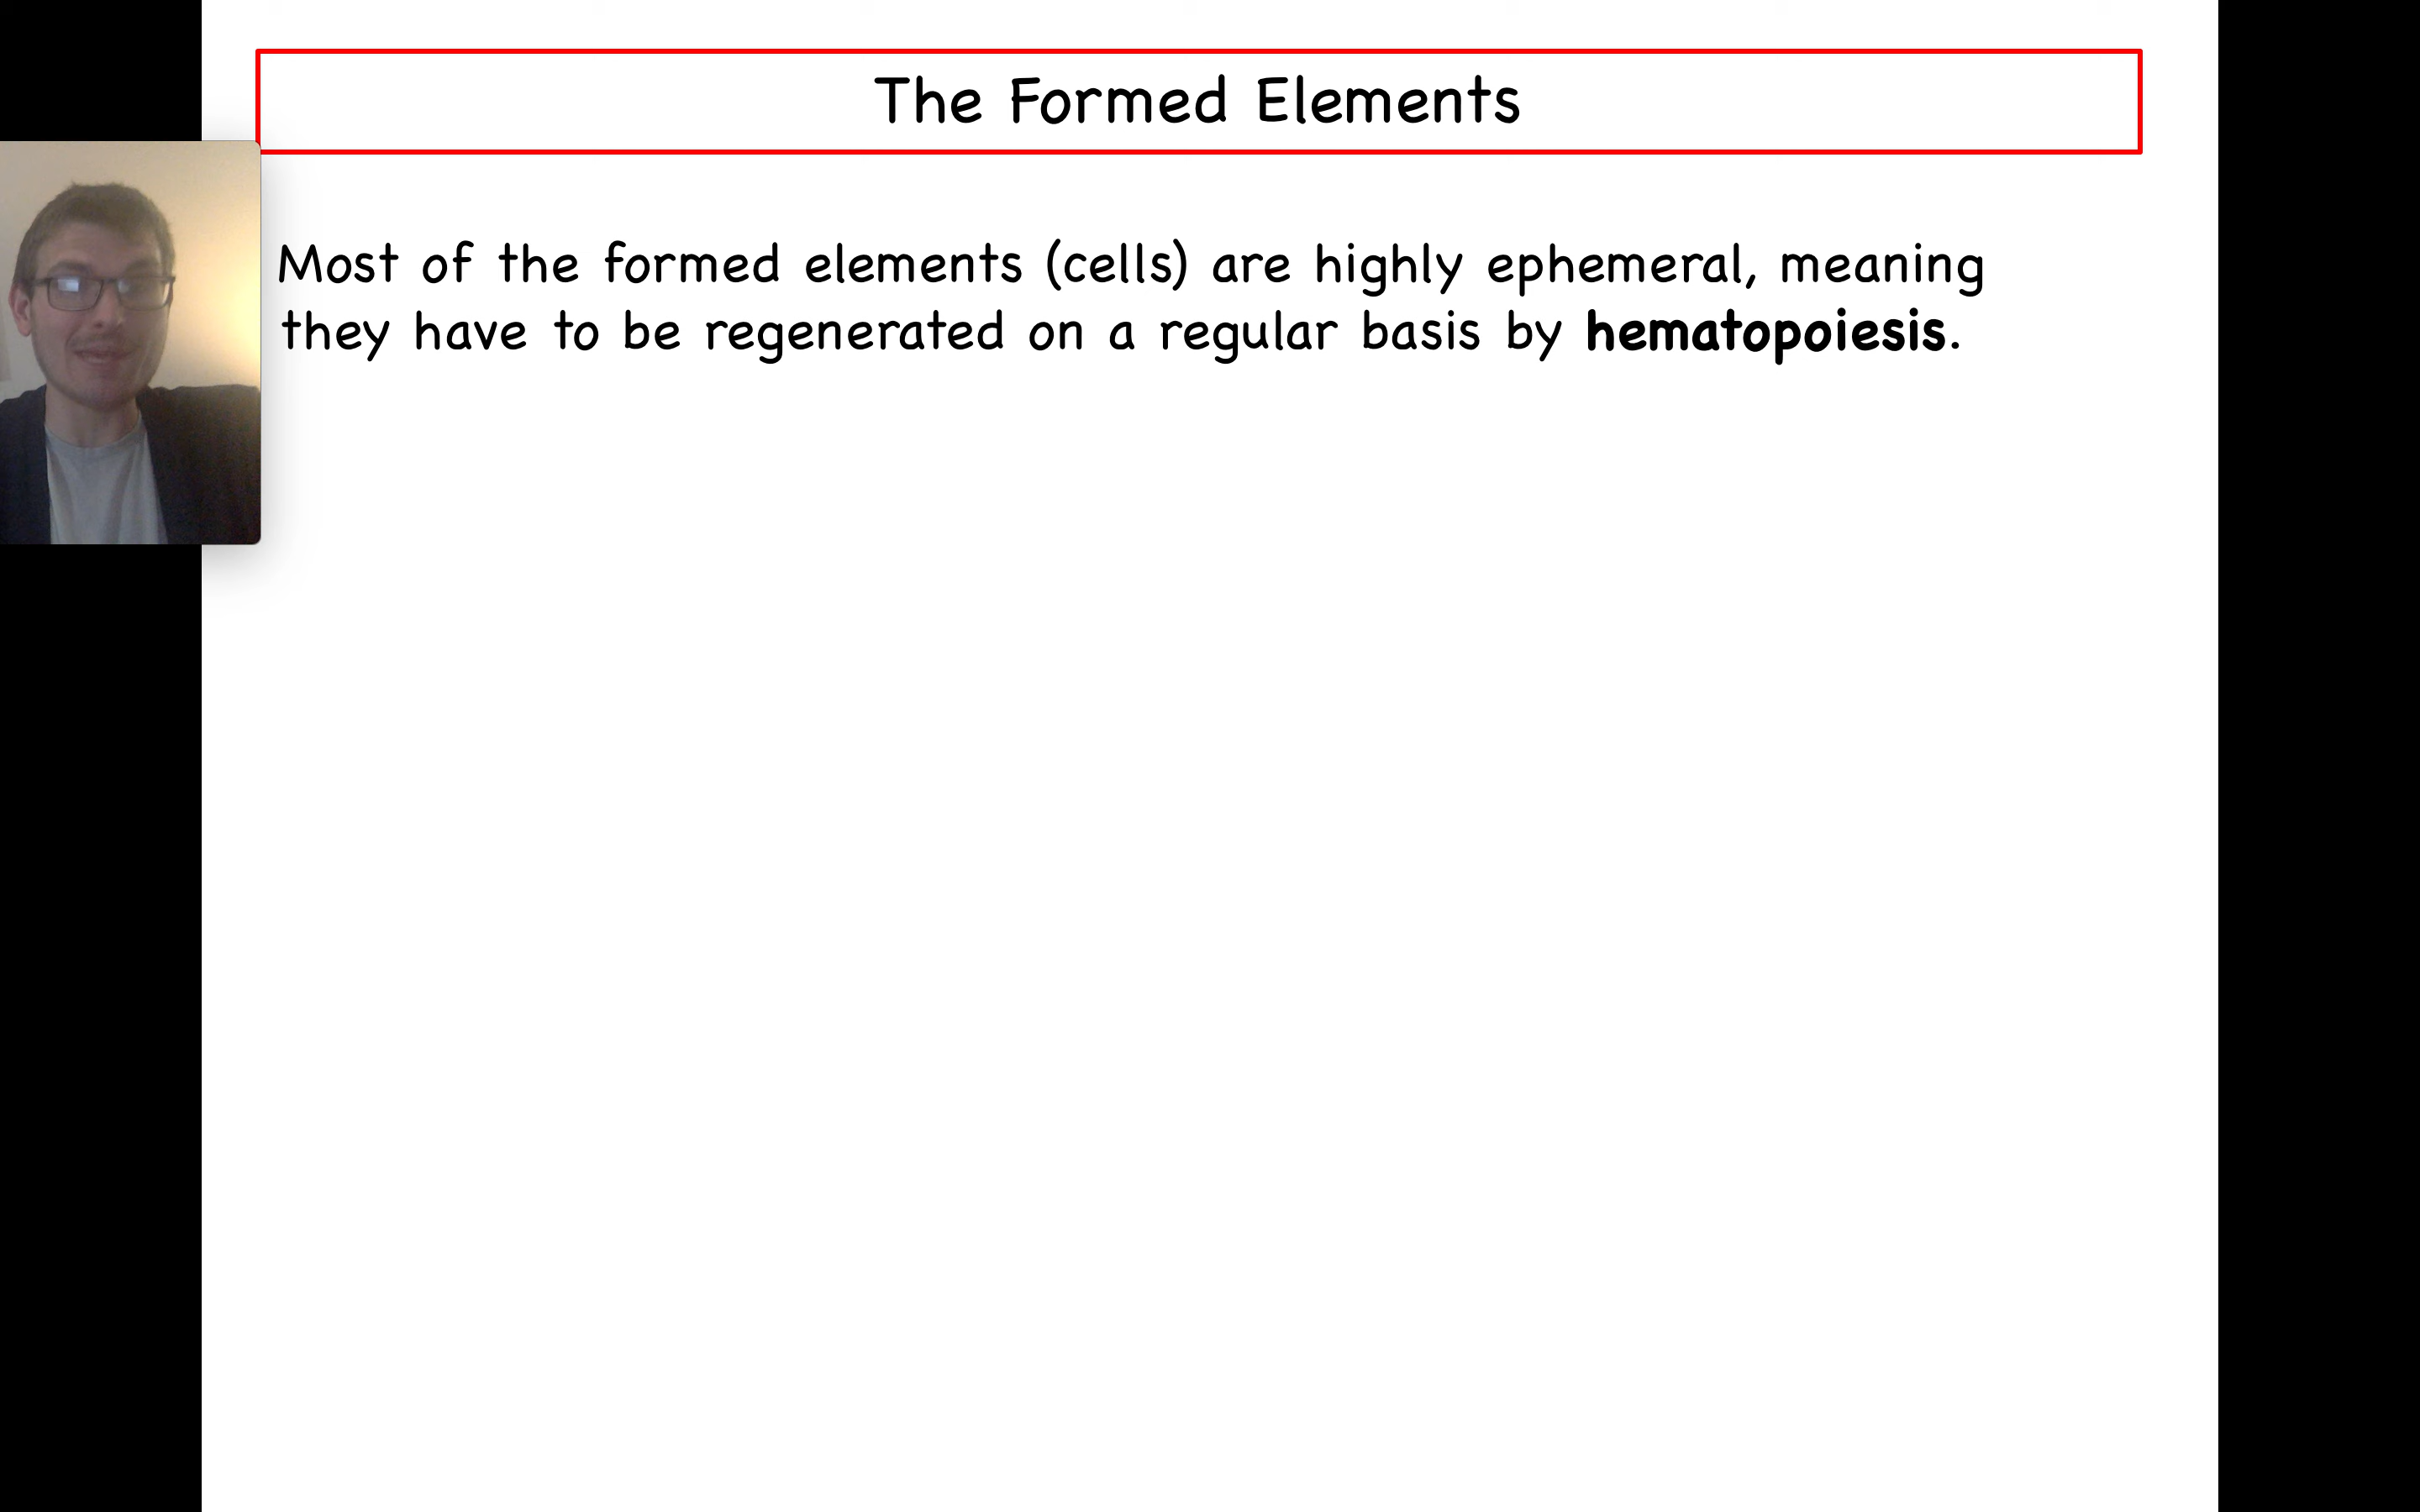 The Formed Elements
Most of the formed elements (cells) are highly ephemeral, meaning
they have to be regenerated on a regular basis by hematopoiesis.